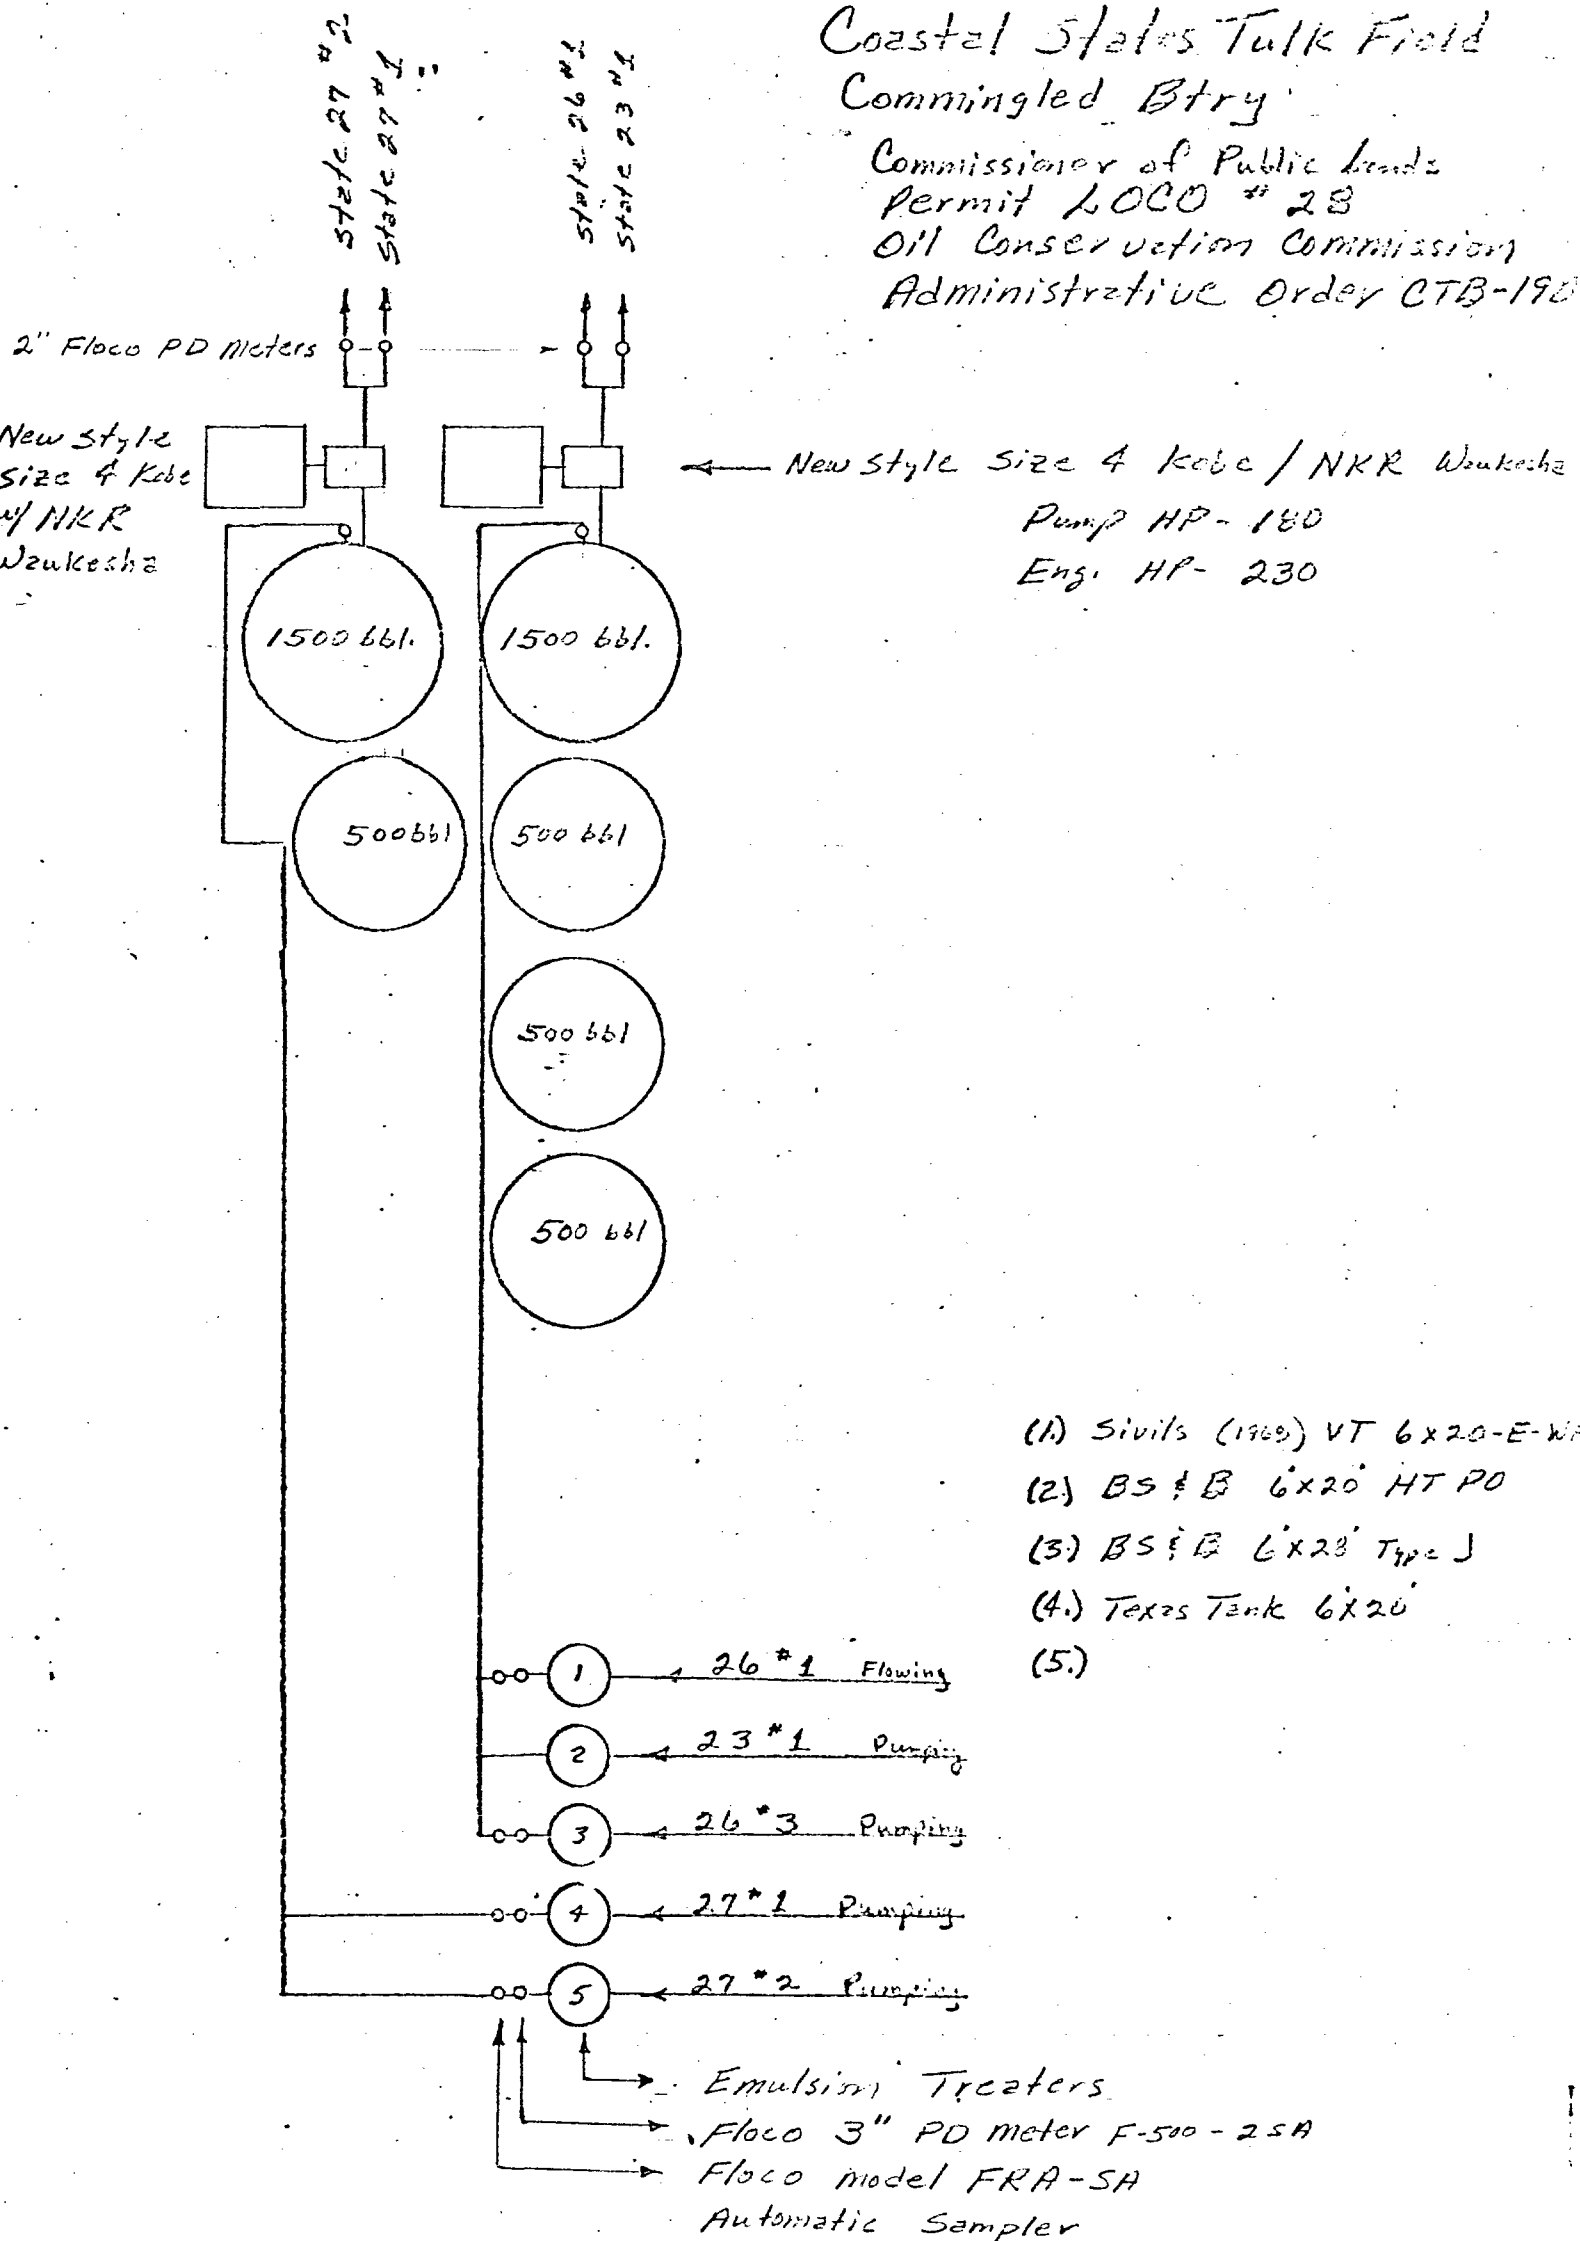 Coastal States Tulk Field
Commingled Btry
Commissioner of Public Lands
Permit LOCO # 28
Oil Conservation Commission
Administrative Order CTB-190
State 27 #2
State 27 #1
State 26 #1
State 23 #1
2" Floco PD Meters
New style
size 4 Kobe
w/ NKR
Waukesha
New style size 4 Kobe / NKR Waukesha
Pump HP - 180
Eng. HP - 230
1500 bbl.
1500 bbl.
500 bbl
500 bbl
500 bbl
500 bbl
(1.) Sivils VT 6x20-E-
(2.) BS & B 6'x20' HT PO
(3.) BS & B 6'x28' Type J
(4.) Texas Tank 6'x20'
(5.)
1 26 #1 Flowing
2 23 #1 Pumping
3 26 #3 Pumping
4 27 #1 Pumping
5 27 #2 Pumping
Emulsion Treaters
Floco 3" PD meter F-500-2SA
Floco model FRA-SA
Automatic Sampler